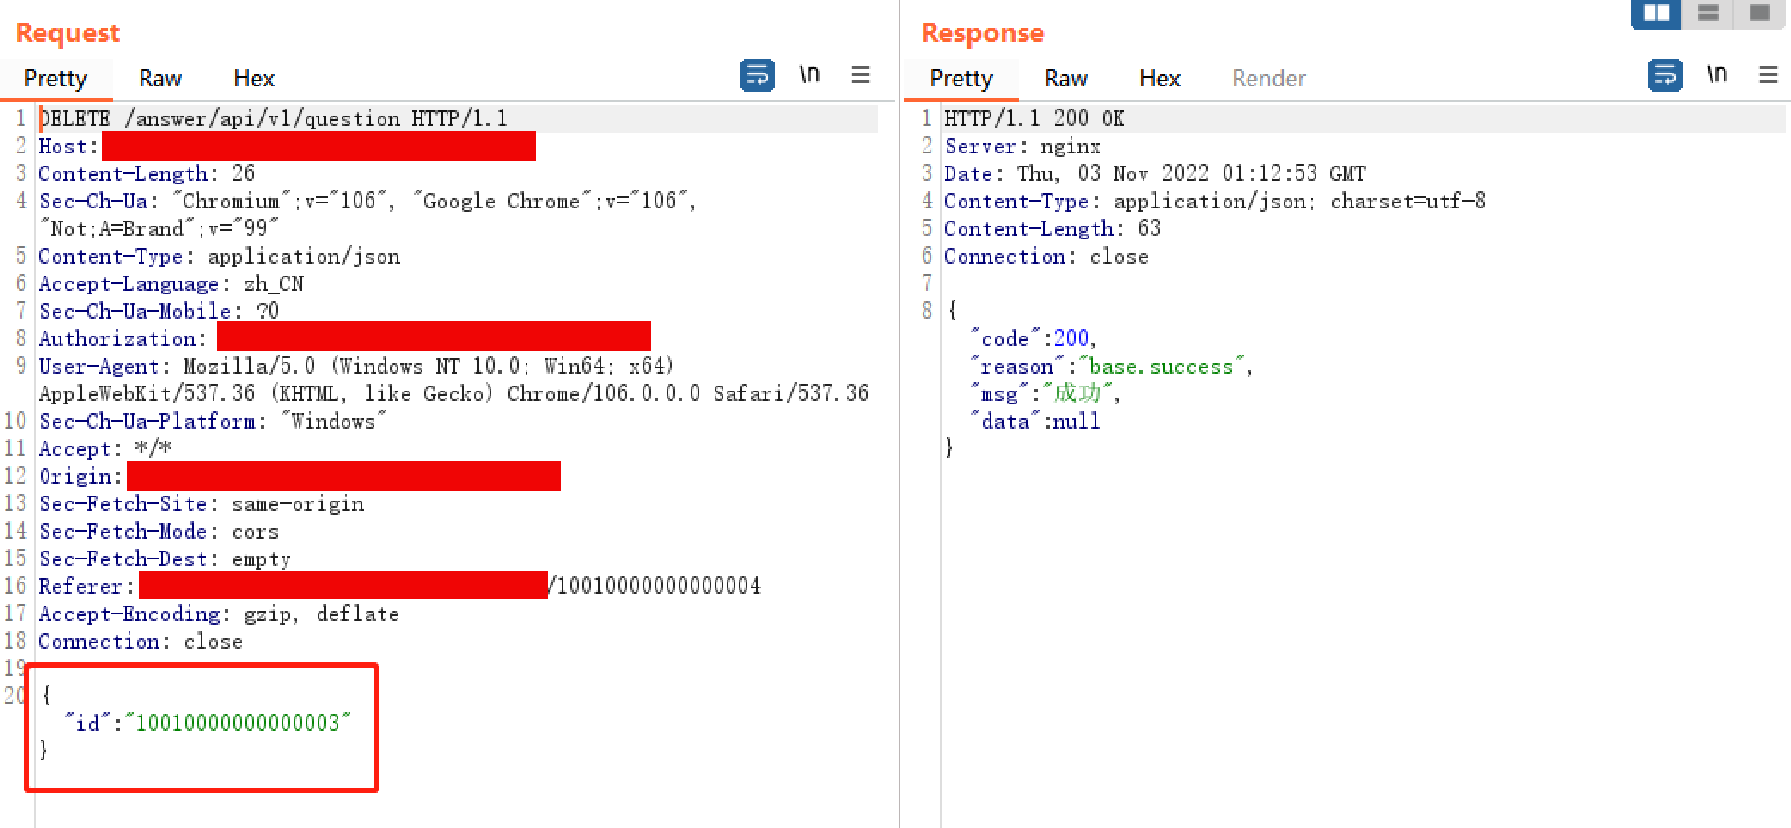 Request
Pretty Raw Hex
\n
1 DELETE /answer/api/v1/question HTTP/1.1
2 Host:
3 Content-Length: 26
4 Sec-Ch-Ua: "Chromium";v="106", "Google Chrome";v="106",
"Not;A=Brand";v="99"
5 Content-Type: application/json
6 Accept-Language: zh_CN
7 Sec-Ch-Ua-Mobile: ?0
8 Authorization:
9 User-Agent: Mozilla/5.0 (Windows NT 10.0; Win64; x64)
AppleWebKit/537.36 (KHTML, like Gecko) Chrome/106.0.0.0 Safari/537.36
10 Sec-Ch-Ua-Platform: "Windows"
11 Accept: */*
12 Origin:
13 Sec-Fetch-Site: same-origin
14 Sec-Fetch-Mode: cors
15 Sec-Fetch-Dest: empty
16 Referer: /10010000000000004
17 Accept-Encoding: gzip, deflate
18 Connection: close
19
20 {
"id":"10010000000000003"
}
Response
Pretty Raw Hex Render
\n
1 HTTP/1.1 200 OK
2 Server: nginx
3 Date: Thu, 03 Nov 2022 01:12:53 GMT
4 Content-Type: application/json; charset=utf-8
5 Content-Length: 63
6 Connection: close
7
8 {
"code":200,
"reason":"base.success",
"msg":"成功",
"data":null
}